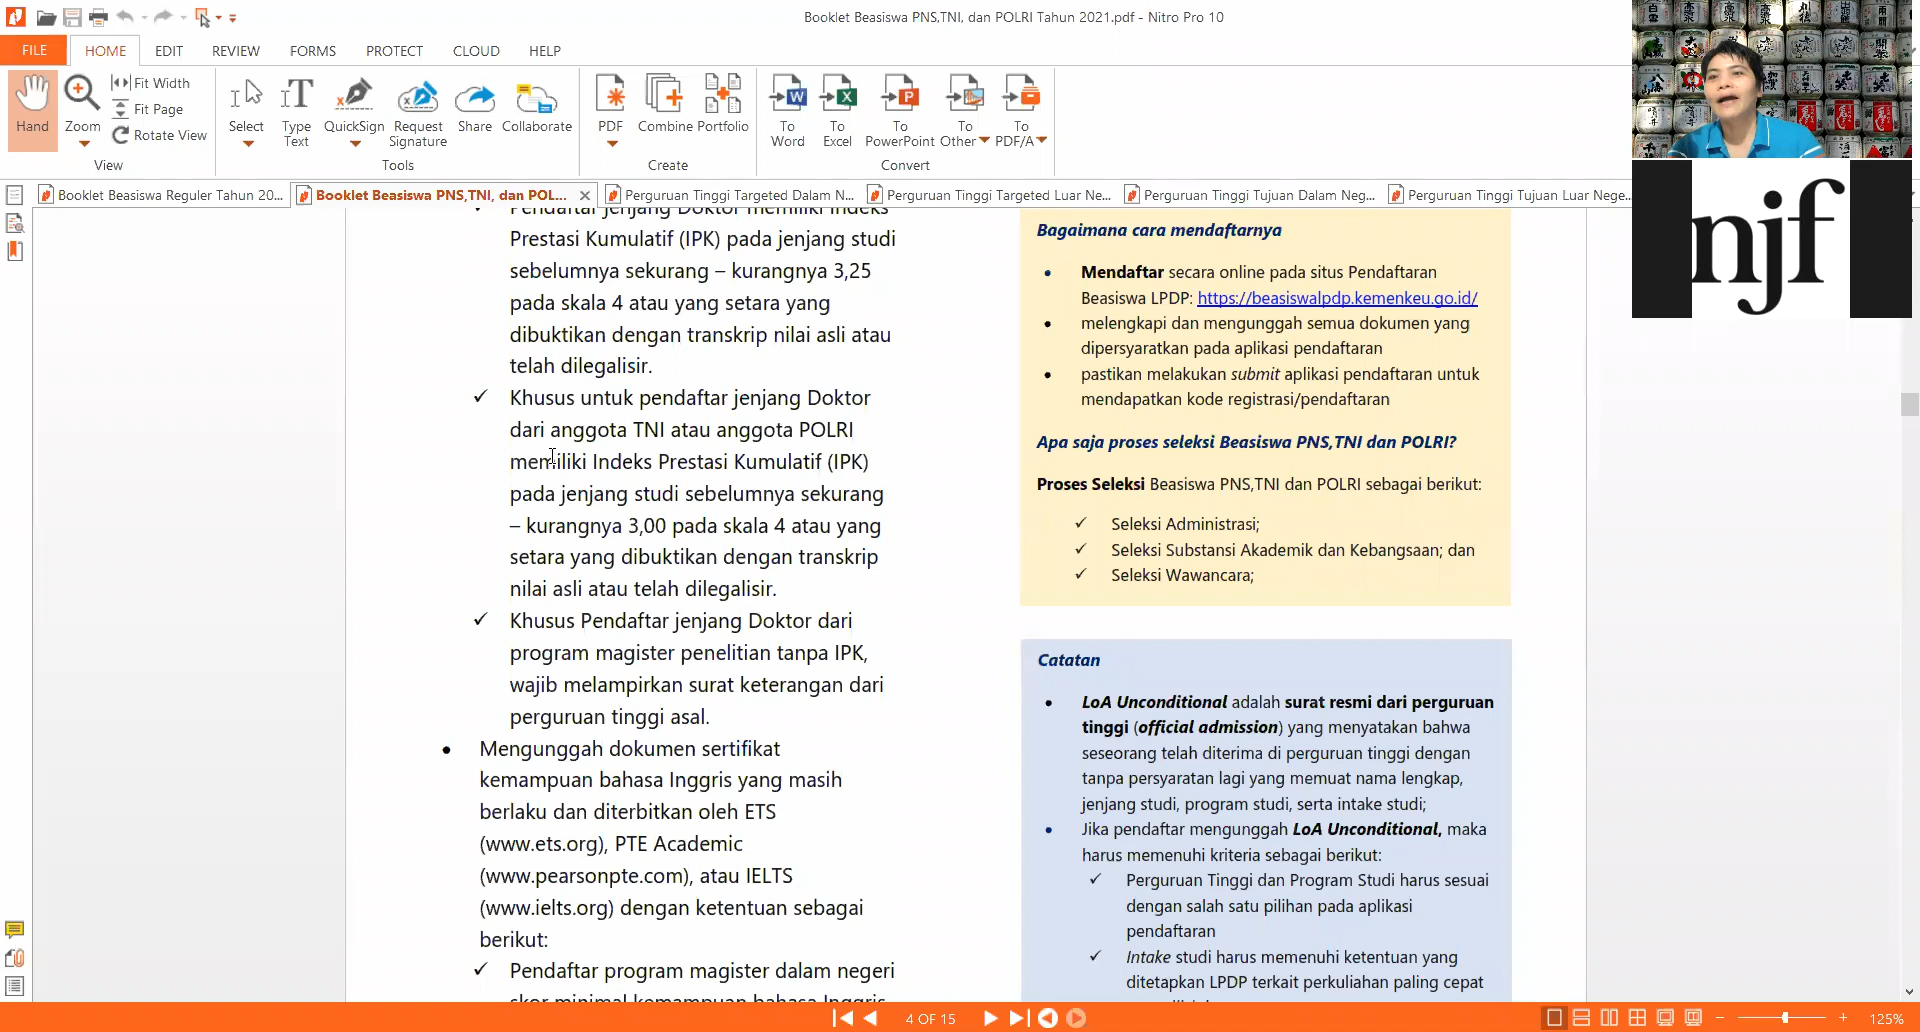 Booklet Beasiswa PNS,TNI, dan POLRI Tahun 2021.pdf - Nitro Pro 10
FILE HOME EDIT REVIEW FORMS PROTECT CLOUD HELP
Hand
Zoom
Fit Width
Fit Page
Rotate View
View
Select
Type Text
QuickSign
Request Signature
Share
Collaborate
Tools
PDF
Combine
Portfolio
Create
To Word
To Excel
To PowerPoint
To Other
To PDF/A
Convert
Booklet Beasiswa Reguler Tahun 20...
Booklet Beasiswa PNS,TNI, dan POL...
Perguruan Tinggi Targeted Dalam N...
Perguruan Tinggi Targeted Luar Ne...
Perguruan Tinggi Tujuan Dalam Neg...
Perguruan Tinggi Tujuan Luar Nege...
njf
Pendaftar jenjang Doktor memiliki Indeks
Prestasi Kumulatif (IPK) pada jenjang studi
sebelumnya sekurang – kurangnya 3,25
pada skala 4 atau yang setara yang
dibuktikan dengan transkrip nilai asli atau
telah dilegalisir.
✓ Khusus untuk pendaftar jenjang Doktor
dari anggota TNI atau anggota POLRI
memiliki Indeks Prestasi Kumulatif (IPK)
pada jenjang studi sebelumnya sekurang
– kurangnya 3,00 pada skala 4 atau yang
setara yang dibuktikan dengan transkrip
nilai asli atau telah dilegalisir.
✓ Khusus Pendaftar jenjang Doktor dari
program magister penelitian tanpa IPK,
wajib melampirkan surat keterangan dari
perguruan tinggi asal.
• Mengunggah dokumen sertifikat
kemampuan bahasa Inggris yang masih
berlaku dan diterbitkan oleh ETS
(www.ets.org), PTE Academic
(www.pearsonpte.com), atau IELTS
(www.ielts.org) dengan ketentuan sebagai
berikut:
✓ Pendaftar program magister dalam negeri
skor minimal kemampuan bahasa Inggris
Bagaimana cara mendaftarnya
• Mendaftar secara online pada situs Pendaftaran
Beasiswa LPDP: https://beasiswalpdp.kemenkeu.go.id/
• melengkapi dan mengunggah semua dokumen yang
dipersyaratkan pada aplikasi pendaftaran
• pastikan melakukan submit aplikasi pendaftaran untuk
mendapatkan kode registrasi/pendaftaran
Apa saja proses seleksi Beasiswa PNS,TNI dan POLRI?
Proses Seleksi Beasiswa PNS,TNI dan POLRI sebagai berikut:
✓ Seleksi Administrasi;
✓ Seleksi Substansi Akademik dan Kebangsaan; dan
✓ Seleksi Wawancara;
Catatan
• LoA Unconditional adalah surat resmi dari perguruan
tinggi (official admission) yang menyatakan bahwa
seseorang telah diterima di perguruan tinggi dengan
tanpa persyaratan lagi yang memuat nama lengkap,
jenjang studi, program studi, serta intake studi;
• Jika pendaftar mengunggah LoA Unconditional, maka
harus memenuhi kriteria sebagai berikut:
✓ Perguruan Tinggi dan Program Studi harus sesuai
dengan salah satu pilihan pada aplikasi
pendaftaran
✓ Intake studi harus memenuhi ketentuan yang
ditetapkan LPDP terkait perkuliahan paling cepat
4 OF 15
125%